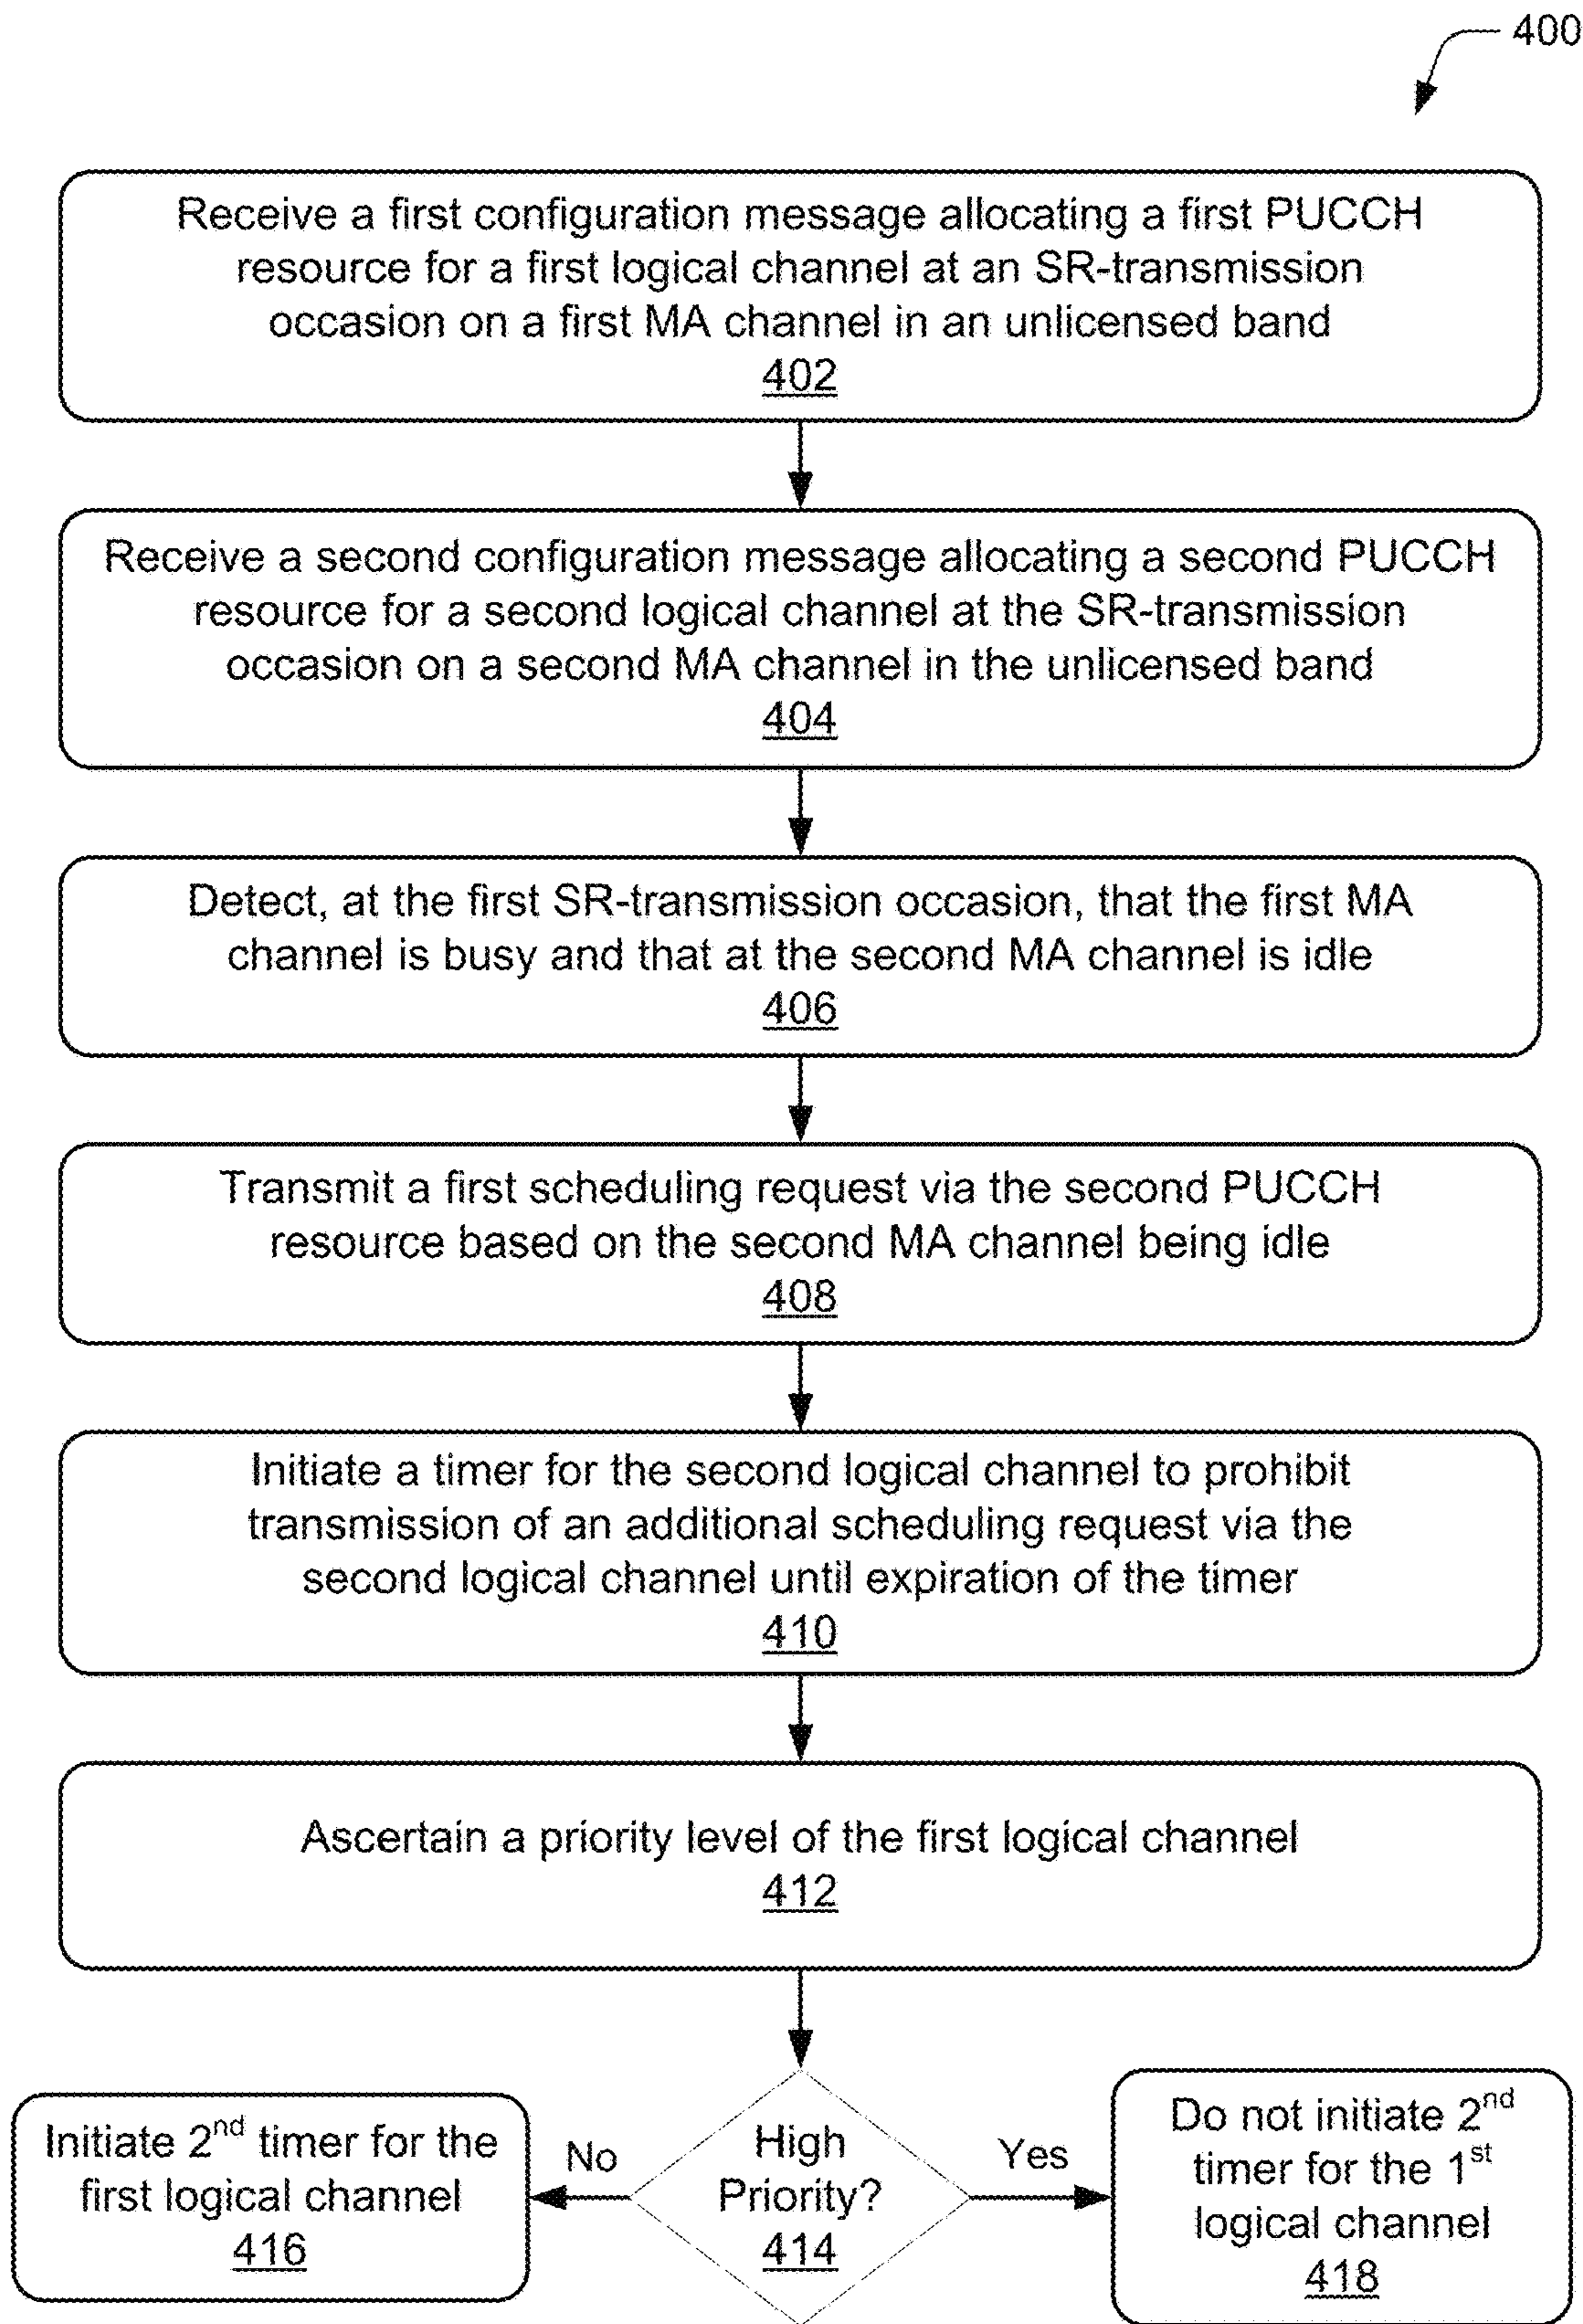 400
Receive a first configuration message allocating a first PUCCH
resource for a first logical channel at an SR-transmission
occasion on a first MA channel in an unlicensed band
402
Receive a second configuration message allocating a second PUCCH
resource for a second logical channel at the SR-transmission
occasion on a second MA channel in the unlicensed band
404
Detect, at the first SR-transmission occasion, that the first MA
channel is busy and that at the second MA channel is idle
406
Transmit a first scheduling request via the second PUCCH
resource based on the second MA channel being idle
408
Initiate a timer for the second logical channel to prohibit
transmission of an additional scheduling request via the
second logical channel until expiration of the timer
410
Ascertain a priority level of the first logical channel
412
Initiate 2nd timer for the
first logical channel
416
No
High
Priority?
414
Yes
Do not initiate 2nd
timer for the 1st
logical channel
418